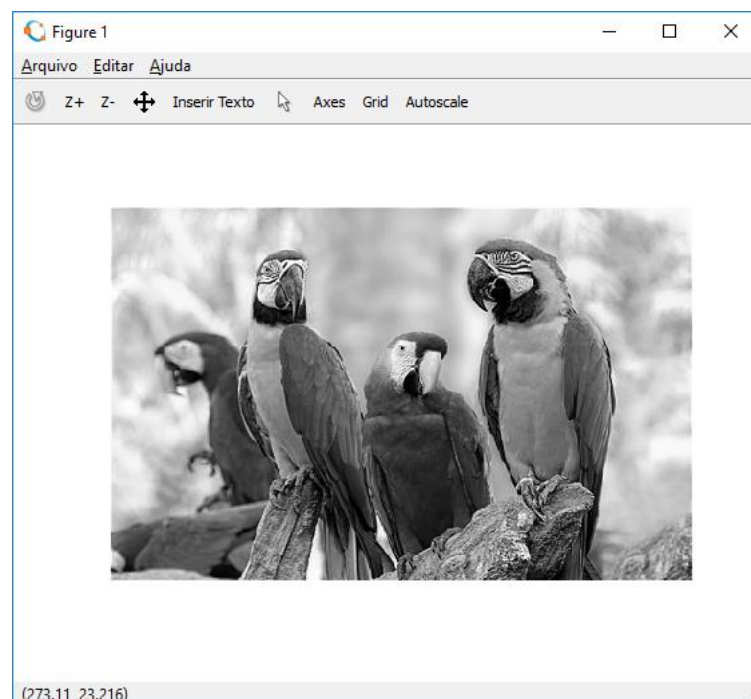 Figure 1
Arquivo Editar Ajuda
Z+ Z- Inserir Texto Axes Grid Autoscale
(273.11, 23.216)